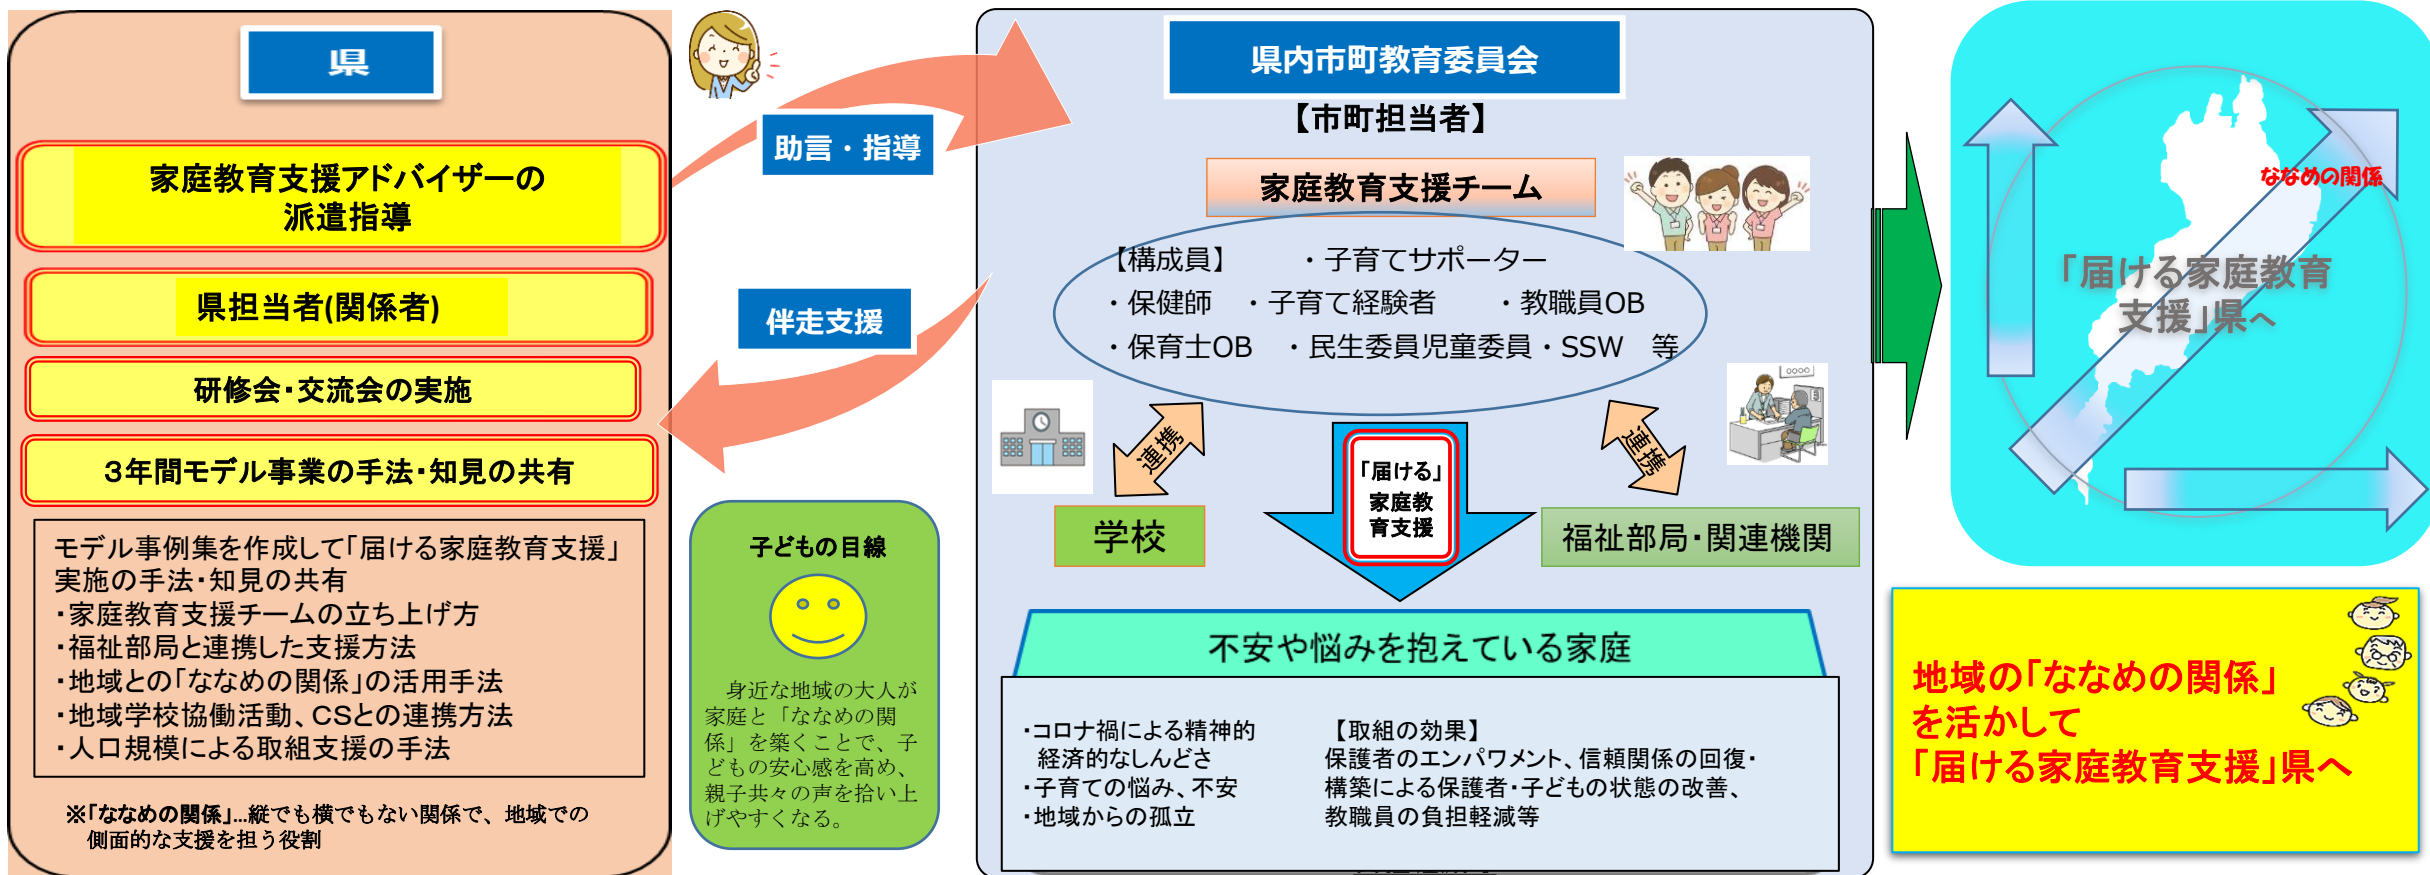 県
家庭教育支援アドバイザーの
派遣指導
県担当者(関係者)
研修会・交流会の実施
3年間モデル事業の手法・知見の共有
モデル事例集を作成して「届ける家庭教育支援」
実施の手法・知見の共有
・家庭教育支援チームの立ち上げ方
・福祉部局と連携した支援方法
・地域との「ななめの関係」の活用手法
・地域学校協働活動、CSとの連携方法
・人口規模による取組支援の手法
※「ななめの関係」…縦でも横でもない関係で、地域での
側面的な支援を担う役割
助言・指導
伴走支援
子どもの目線
身近な地域の大人が
家庭と「ななめの関
係」を築くことで、子
どもの安心感を高め、
親子共々の声を拾い上
げやすくなる。
県内市町教育委員会
【市町担当者】
家庭教育支援チーム
【構成員】 ・子育てサポーター
・保健師 ・子育て経験者 ・教職員OB
・保育士OB ・民生委員児童委員・SSW 等
連携
連携
「届ける」
家庭教
育支援
学校
福祉部局・関連機関
不安や悩みを抱えている家庭
・コロナ禍による精神的
経済的なしんどさ
・子育ての悩み、不安
・地域からの孤立
【取組の効果】
保護者のエンパワメント、信頼関係の回復・
構築による保護者・子どもの状態の改善、
教職員の負担軽減等
ななめの関係
「届ける家庭教育
支援」県へ
地域の「ななめの関係」
を活かして
「届ける家庭教育支援」県へ